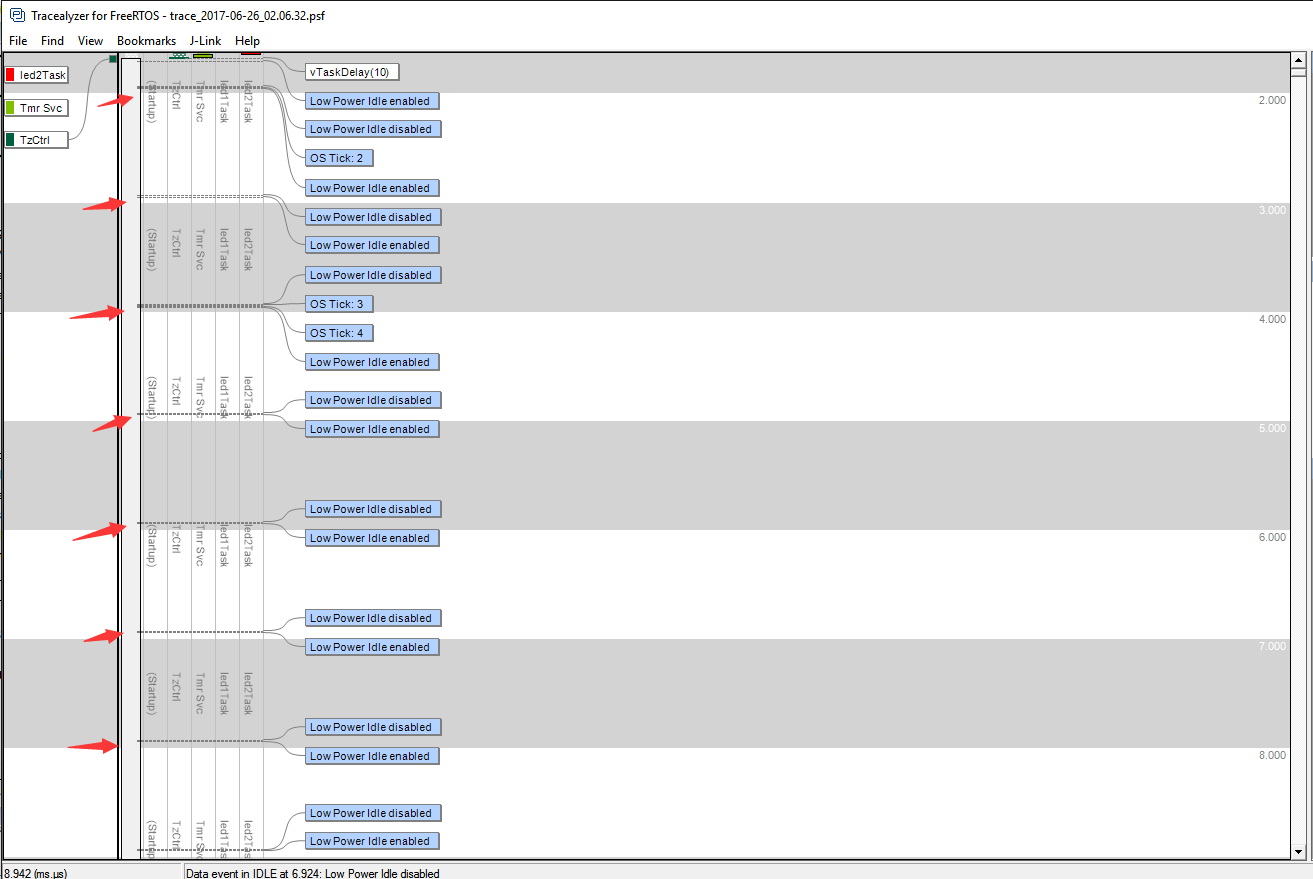 Tracealyzer for FreeRTOS - trace_2017-06-26_02.06.32.psf
File Find View Bookmarks J-Link Help
led2Task
Tmr Svc
TzCtrl
(Startup) TzCtrl Tmr Svc led1Task led2Task
vTaskDelay(10)
Low Power Idle enabled
2.000
Low Power Idle disabled
OS Tick: 2
Low Power Idle enabled
3.000
Low Power Idle disabled
(Startup) TzCtrl Tmr Svc led1Task led2Task
Low Power Idle enabled
Low Power Idle disabled
OS Tick: 3
4.000
OS Tick: 4
Low Power Idle enabled
(Startup) TzCtrl Tmr Svc led1Task led2Task
Low Power Idle disabled
Low Power Idle enabled
5.000
Low Power Idle disabled
Low Power Idle enabled
6.000
(Startup) TzCtrl Tmr Svc led1Task led2Task
Low Power Idle disabled
Low Power Idle enabled
7.000
(Startup) TzCtrl Tmr Svc led1Task led2Task
Low Power Idle disabled
Low Power Idle enabled
8.000
Low Power Idle disabled
(Startup TzCtrl Tmr Svc led1Task led2Task
Low Power Idle enabled
8.942 (ms.µs)
Data event in IDLE at 6.924: Low Power Idle disabled